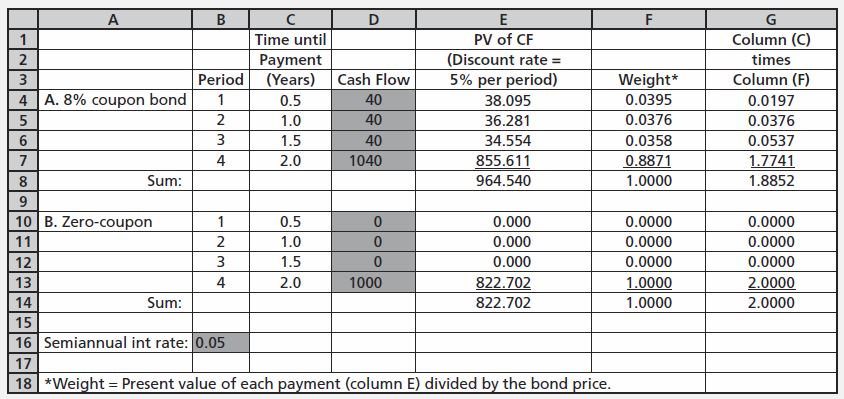 A B C D E F G
1 Time until PV of CF Column (C)
2 Payment (Discount rate = times
3 Period (Years) Cash Flow 5% per period) Weight* Column (F)
4 A. 8% coupon bond 1 0.5 40 38.095 0.0395 0.0197
5 2 1.0 40 36.281 0.0376 0.0376
6 3 1.5 40 34.554 0.0358 0.0537
7 4 2.0 1040 855.611 0.8871 1.7741
8 Sum: 964.540 1.0000 1.8852
9
10 B. Zero-coupon 1 0.5 0 0.000 0.0000 0.0000
11 2 1.0 0 0.000 0.0000 0.0000
12 3 1.5 0 0.000 0.0000 0.0000
13 4 2.0 1000 822.702 1.0000 2.0000
14 Sum: 822.702 1.0000 2.0000
15
16 Semiannual int rate: 0.05
17
18 *Weight = Present value of each payment (column E) divided by the bond price.